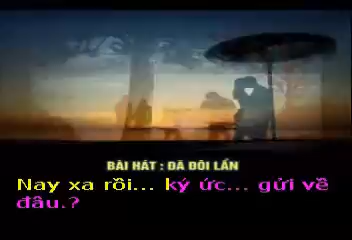 BÀI HÁT : ĐÃ ĐÔI LẦN
Nay xa rồi... ký ức... gửi về
đâu.?